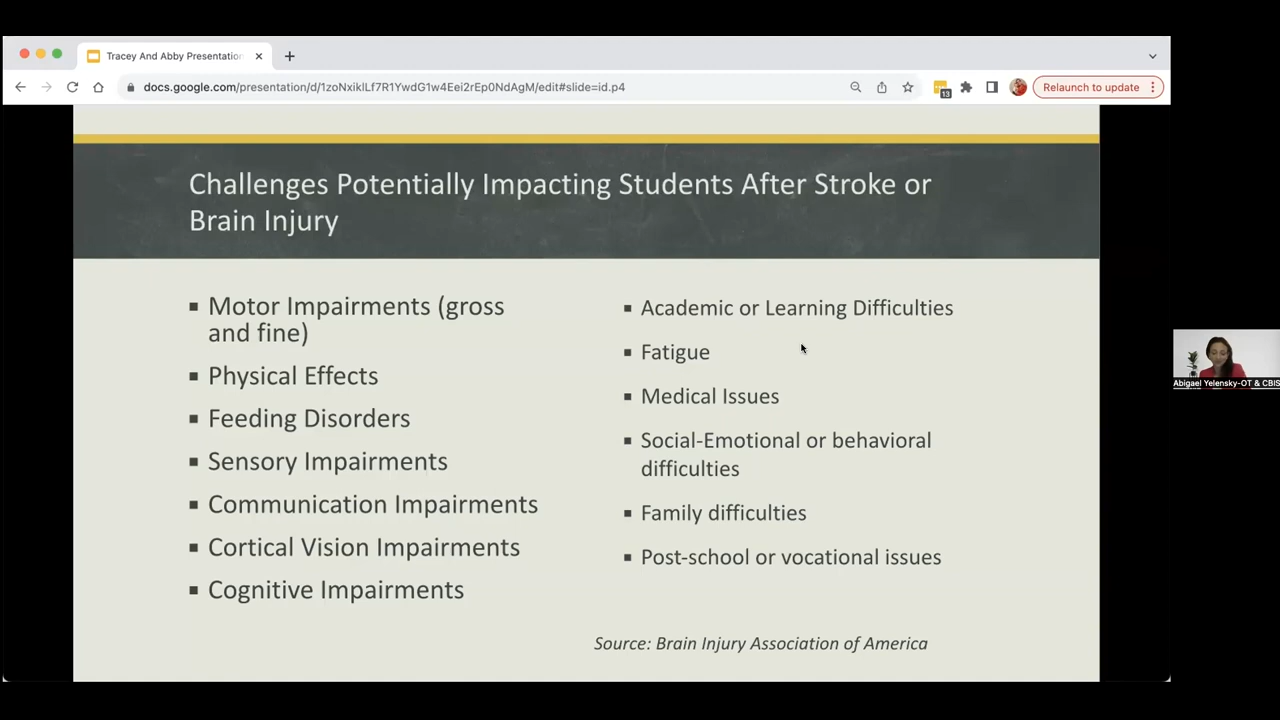 Tracey And Abby Presentation
docs.google.com/presentation/d/1zoNxiklLf7R1YwdG1w4Eei2rEp0NdAgM/edit#slide=id.p4
13
Relaunch to update
Challenges Potentially Impacting Students After Stroke or
Brain Injury
▪ Motor Impairments (gross
and fine)
▪ Physical Effects
▪ Feeding Disorders
▪ Sensory Impairments
▪ Communication Impairments
▪ Cortical Vision Impairments
▪ Cognitive Impairments
▪ Academic or Learning Difficulties
▪ Fatigue
▪ Medical Issues
▪ Social-Emotional or behavioral
difficulties
▪ Family difficulties
▪ Post-school or vocational issues
Source: Brain Injury Association of America
Abigael Yelensky-OT & CBIS